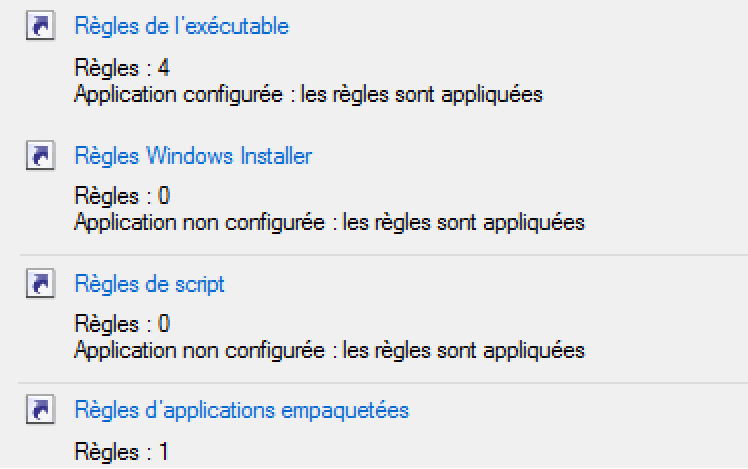 Règles de l'exécutable
Règles : 4
Application configurée : les règles sont appliquées
Règles Windows Installer
Règles : 0
Application non configurée : les règles sont appliquées
Règles de script
Règles : 0
Application non configurée : les règles sont appliquées
Règles d'applications empaquetées
Règles : 1